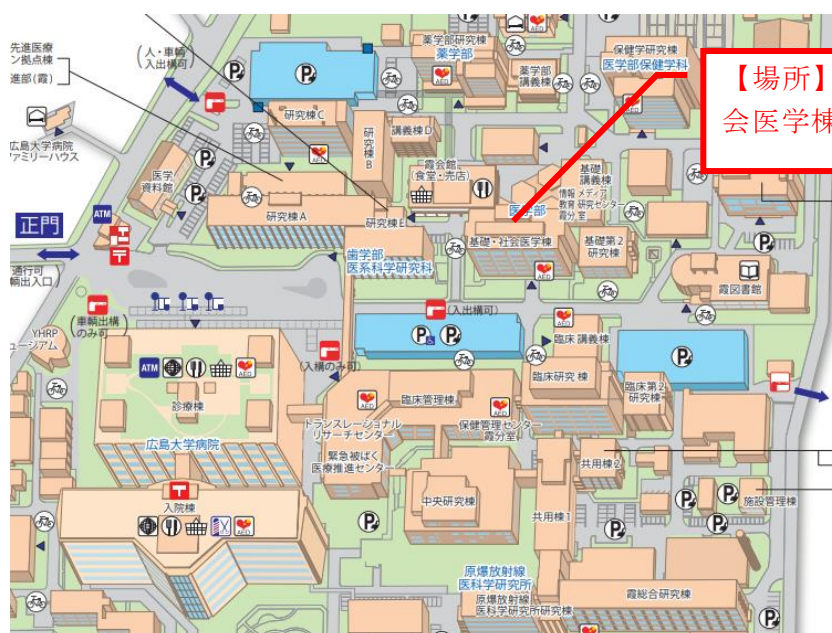 先進医療
ン拠点棟
進部(霞)
(人・車輌
入出構可)
薬学部研究棟
薬学部
薬学部
講義棟
保健学研究棟
医学部保健学科
【場所】
会医学棟
広島大学病院
ファミリーハウス
医学
資料館
研究棟C
研究棟B
講義棟D
霞会館
(食堂・売店)
基礎
講義棟
情報 メディア
教育 研究センター
霞分室
医学部
正門
ATM
研究棟A
研究棟E
基礎・社会医学棟
基礎第2
研究棟
歯学部
医系科学研究科
霞図書館
通行可
輌出入口)
(車輌出構
のみ可)
YHRP
ュージアム
(入構のみ可)
(入出構可)
臨床 講義棟
臨床研究 棟
臨床第2
研究棟
ATM
診療棟
広島大学病院
臨床管理棟
トランスレーショナル
リサーチセンター
保健管理センター
霞分室
緊急被ばく
医療推進センター
中央研究棟
共用棟2
共用棟1
施設管理棟
入院棟
原爆放射線
医科学研究所
原爆放射線
医科学研究所研究棟
霞総合研究棟